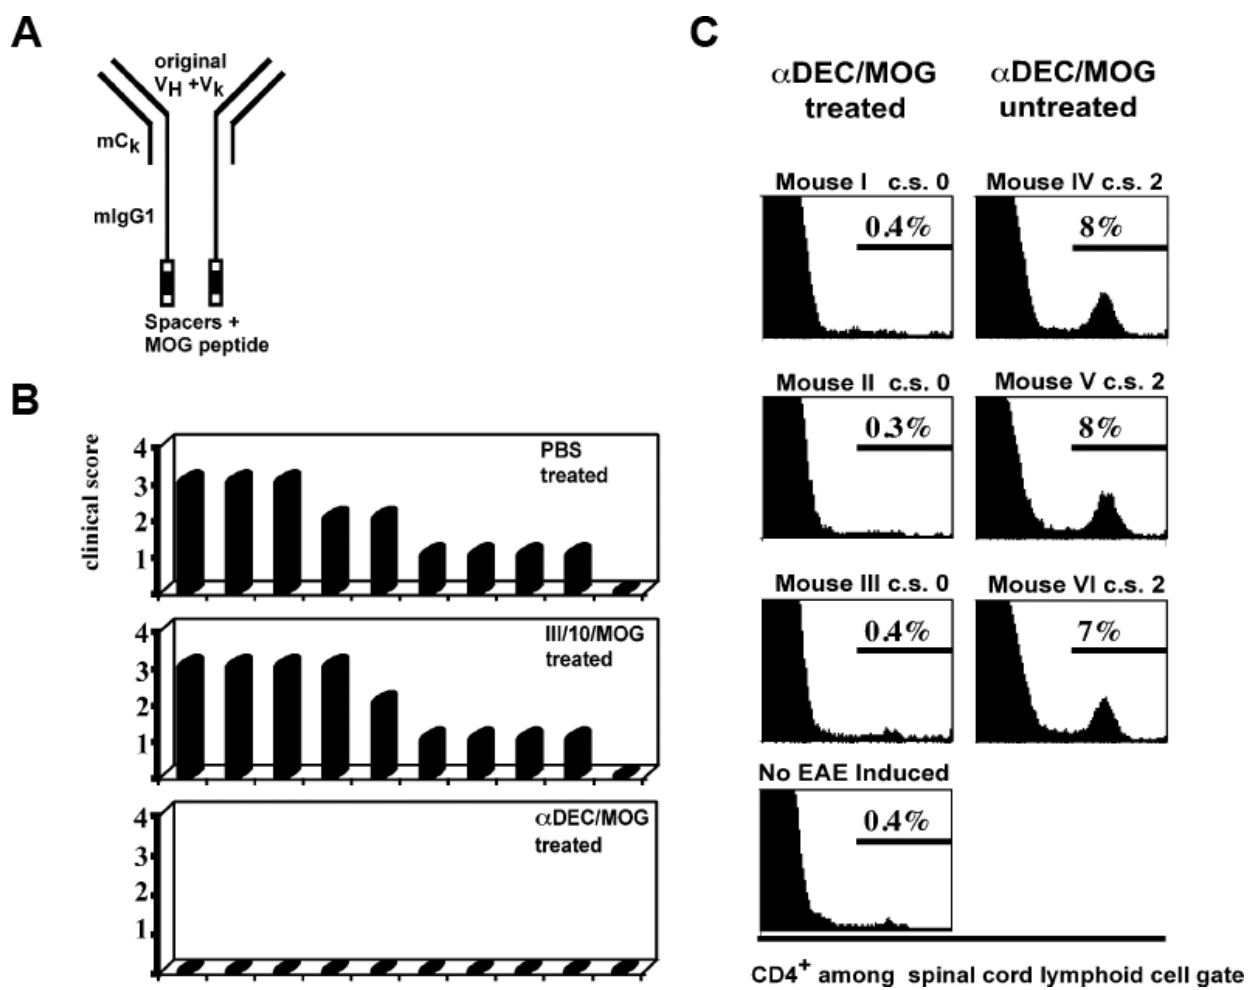 A
original
VH +Vk
mCk
mIgG1
Spacers +
MOG peptide
B
clinical score
4
3
2
1
PBS
treated
4
3
2
1
III/10/MOG
treated
4
3
2
1
αDEC/MOG
treated
C
αDEC/MOG
treated
αDEC/MOG
untreated
Mouse I c.s. 0
0.4%
Mouse IV c.s. 2
8%
Mouse II c.s. 0
0.3%
Mouse V c.s. 2
8%
Mouse III c.s. 0
0.4%
Mouse VI c.s. 2
7%
No EAE Induced
0.4%
CD4+ among spinal cord lymphoid cell gate